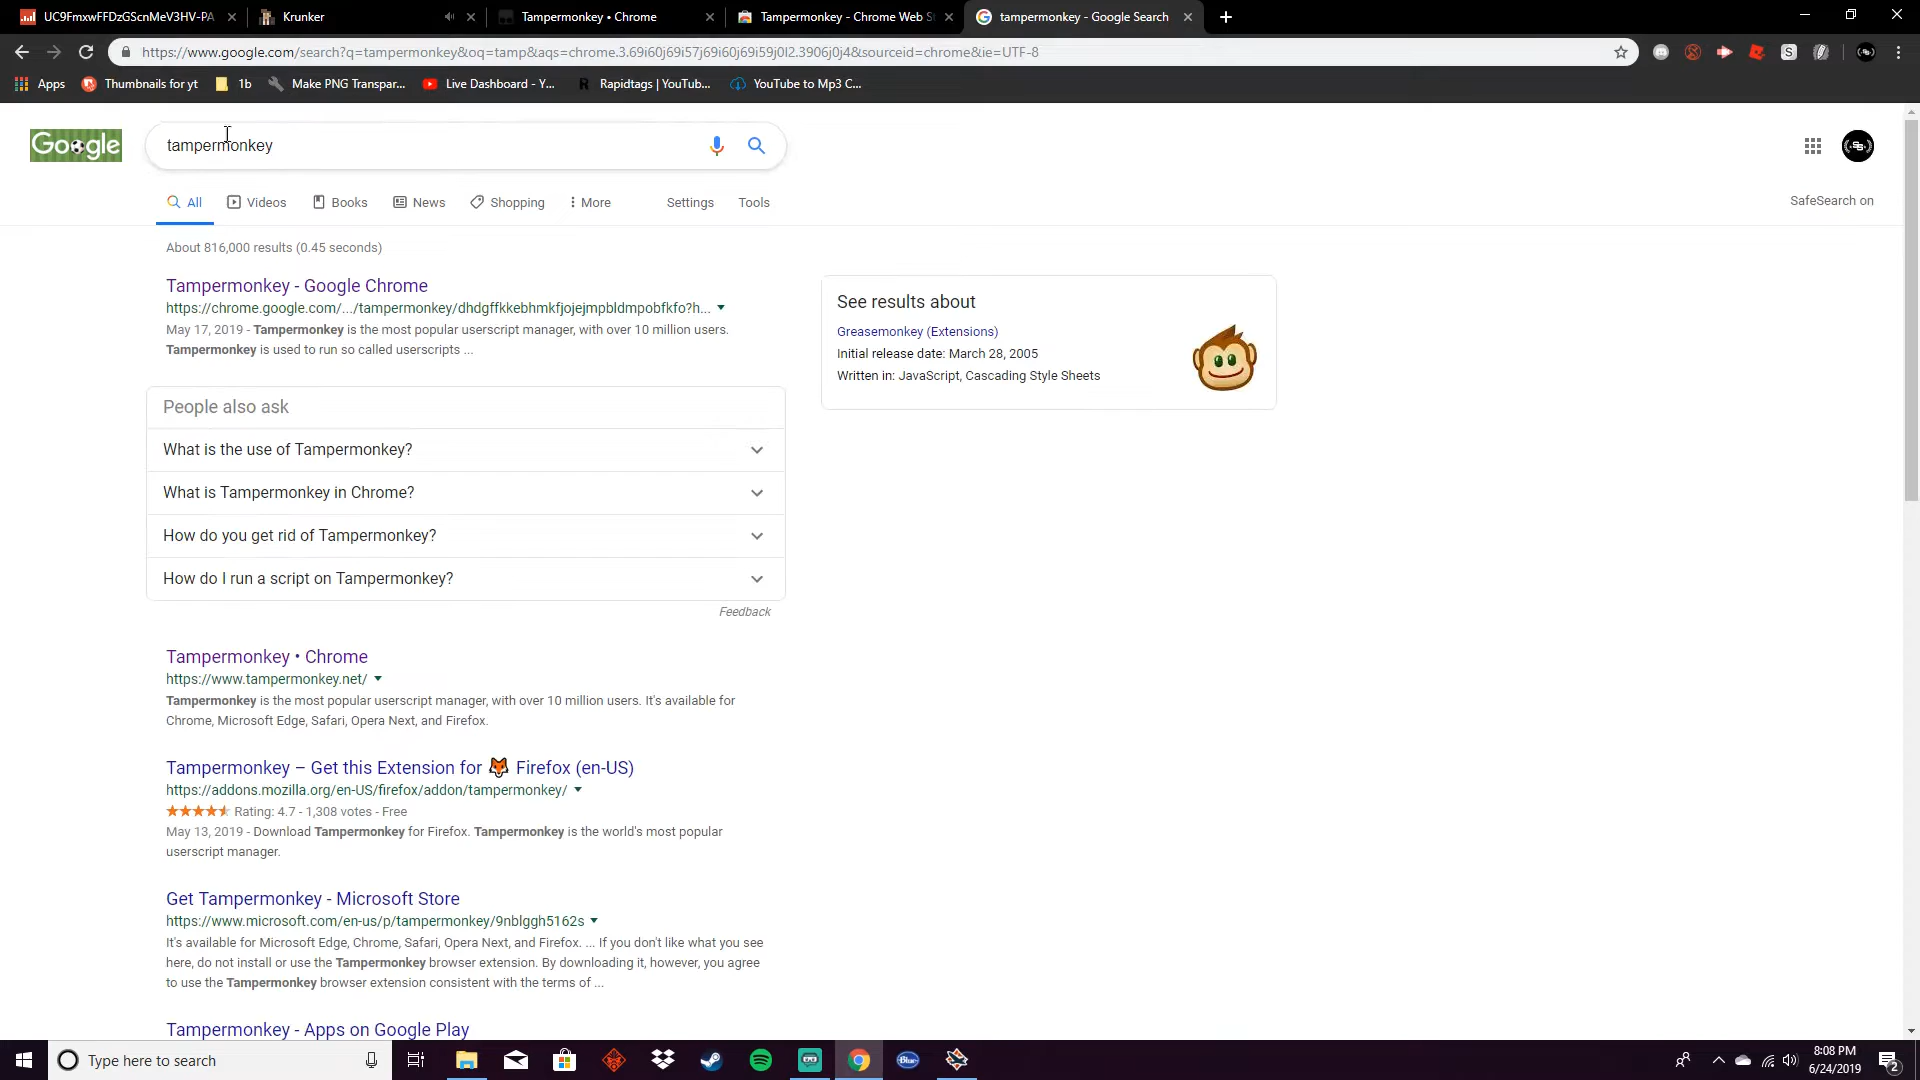 UC9FmxwFFDzGScnMeV3HV-PA
Krunker
Tampermonkey • Chrome
Tampermonkey - Chrome Web S
tampermonkey - Google Search
https://www.google.com/search?q=tampermonkey&oq=tamp&aqs=chrome.3.69i60j69i57j69i60j69i59j0l2.3906j0j4&sourceid=chrome&ie=UTF-8
Apps
Thumbnails for yt
1b
Make PNG Transpar...
Live Dashboard - Y...
Rapidtags | YouTub...
YouTube to Mp3 C...
Google
tampermonkey
All
Videos
Books
News
Shopping
More
Settings
Tools
SafeSearch on
About 816,000 results (0.45 seconds)
Tampermonkey - Google Chrome
https://chrome.google.com/.../tampermonkey/dhdgffkkebhmkfjojejmpbldmpobfkfo?h...
May 17, 2019 - Tampermonkey is the most popular userscript manager, with over 10 million users.
Tampermonkey is used to run so called userscripts ...
See results about
Greasemonkey (Extensions)
Initial release date: March 28, 2005
Written in: JavaScript, Cascading Style Sheets
People also ask
What is the use of Tampermonkey?
What is Tampermonkey in Chrome?
How do you get rid of Tampermonkey?
How do I run a script on Tampermonkey?
Feedback
Tampermonkey • Chrome
https://www.tampermonkey.net/
Tampermonkey is the most popular userscript manager, with over 10 million users. It's available for
Chrome, Microsoft Edge, Safari, Opera Next, and Firefox.
Tampermonkey – Get this Extension for 🦊 Firefox (en-US)
https://addons.mozilla.org/en-US/firefox/addon/tampermonkey/
Rating: 4.7 - 1,308 votes - Free
May 13, 2019 - Download Tampermonkey for Firefox. Tampermonkey is the world's most popular
userscript manager.
Get Tampermonkey - Microsoft Store
https://www.microsoft.com/en-us/p/tampermonkey/9nblggh5162s
It's available for Microsoft Edge, Chrome, Safari, Opera Next, and Firefox. ... If you don't like what you see
here, do not install or use the Tampermonkey browser extension. By downloading it, however, you agree
to use the Tampermonkey browser extension consistent with the terms of ...
Tampermonkey - Apps on Google Play
Type here to search
Blue
8:08 PM
6/24/2019
2